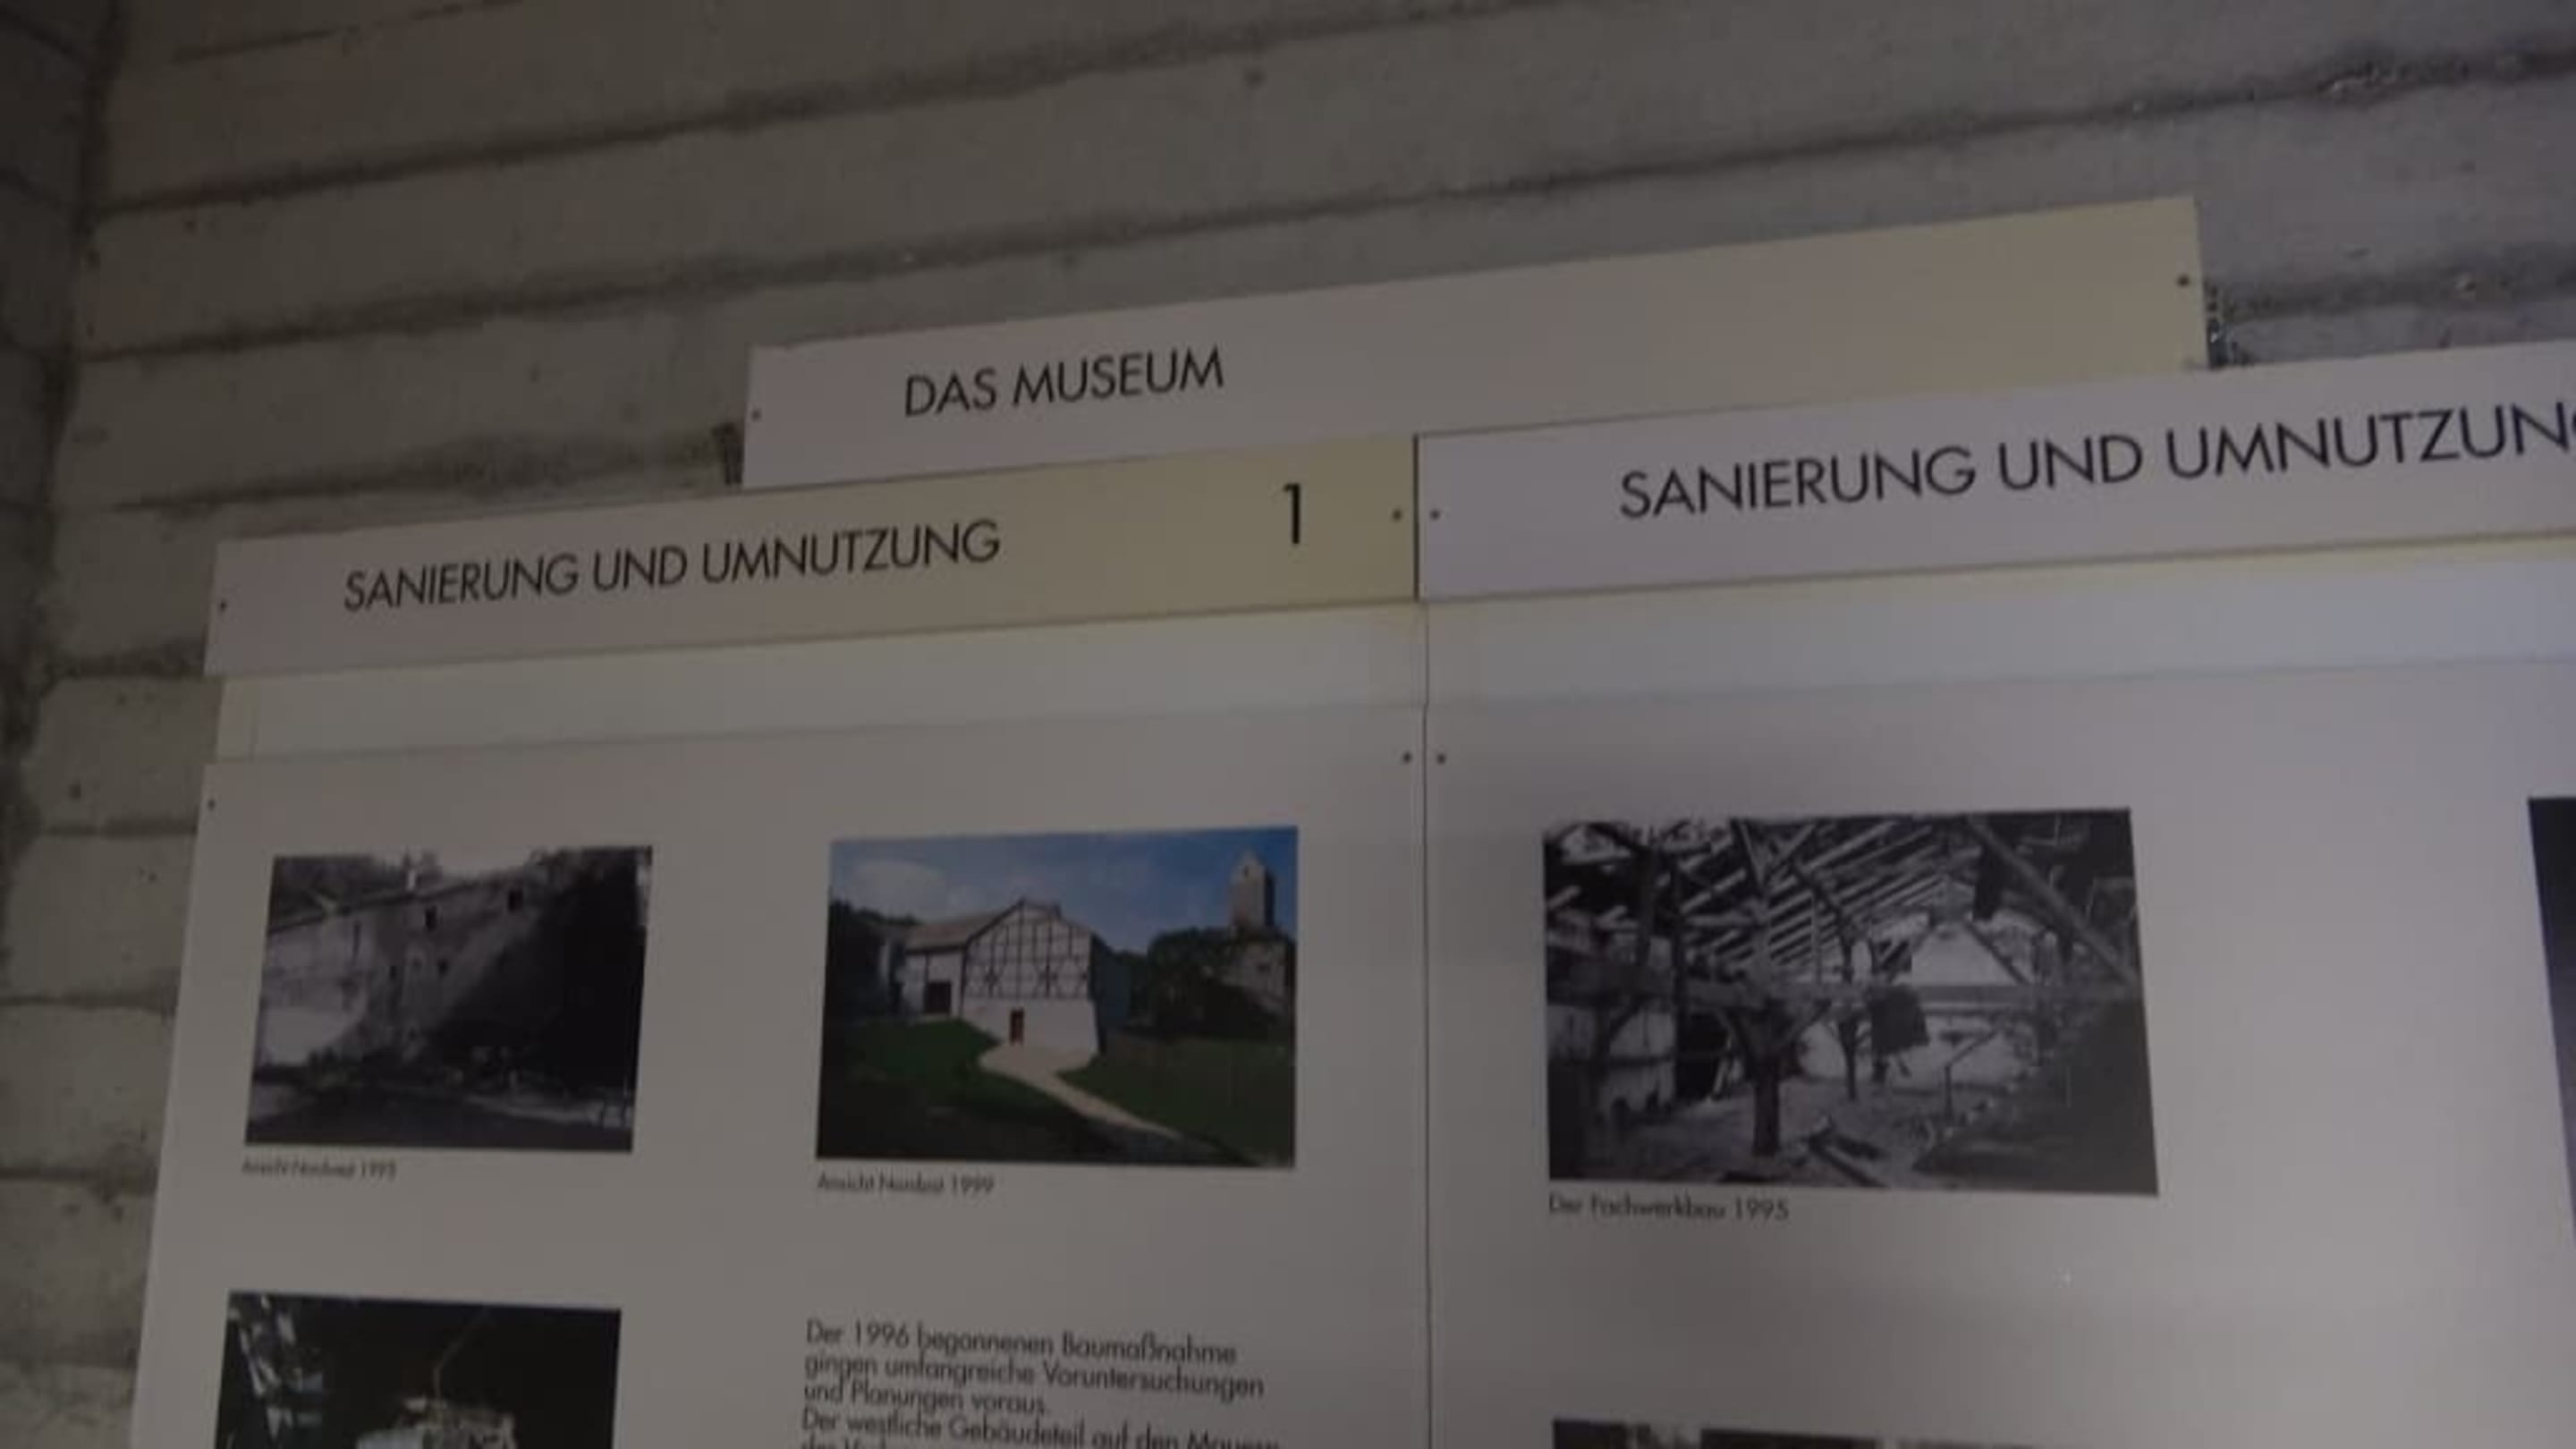 DAS MUSEUM
SANIERUNG UND UMNUTZUNG 1
SANIERUNG UND UMNUTZUNG
Ansicht Nordost 1995
Ansicht Nordost 1999
Der Fachwerkbau 1995
Der 1996 begonnenen Baumaßnahme
gingen umfangreiche Voruntersuchungen
und Planungen voraus.
Der westliche Gebäudeteil auf den Mauern